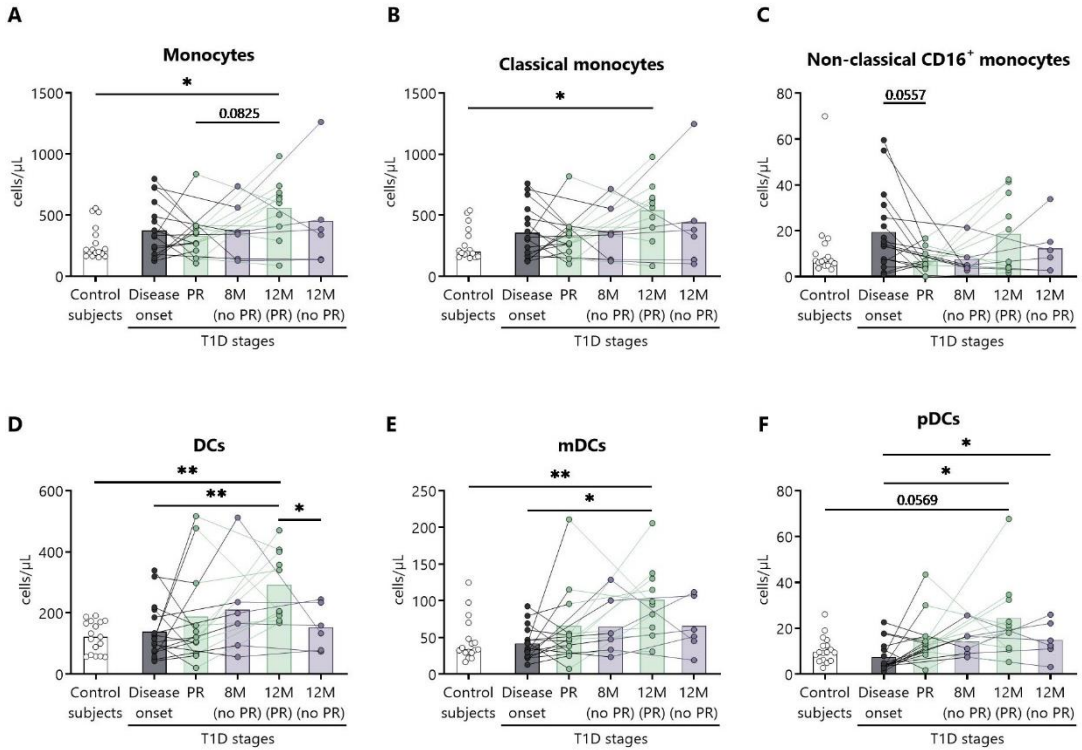 A
Monocytes
*
0.0825
1500
1000
500
0
cells/µL
Control subjects
Disease onset
PR
8M (no PR)
12M (PR)
12M (no PR)
T1D stages
B
Classical monocytes
*
1500
1000
500
0
cells/µL
Control subjects
Disease onset
PR
8M (no PR)
12M (PR)
12M (no PR)
T1D stages
C
Non-classical CD16⁺ monocytes
0.0557
80
60
40
20
0
cells/µL
Control subjects
Disease onset
PR
8M (no PR)
12M (PR)
12M (no PR)
T1D stages
D
DCs
**
**
*
600
400
200
0
cells/µL
Control subjects
Disease onset
PR
8M (no PR)
12M (PR)
12M (no PR)
T1D stages
E
mDCs
**
*
250
200
150
100
50
0
cells/µL
Control subjects
Disease onset
PR
8M (no PR)
12M (PR)
12M (no PR)
T1D stages
F
pDCs
*
*
0.0569
80
60
40
20
0
cells/µL
Control subjects
Disease onset
PR
8M (no PR)
12M (PR)
12M (no PR)
T1D stages